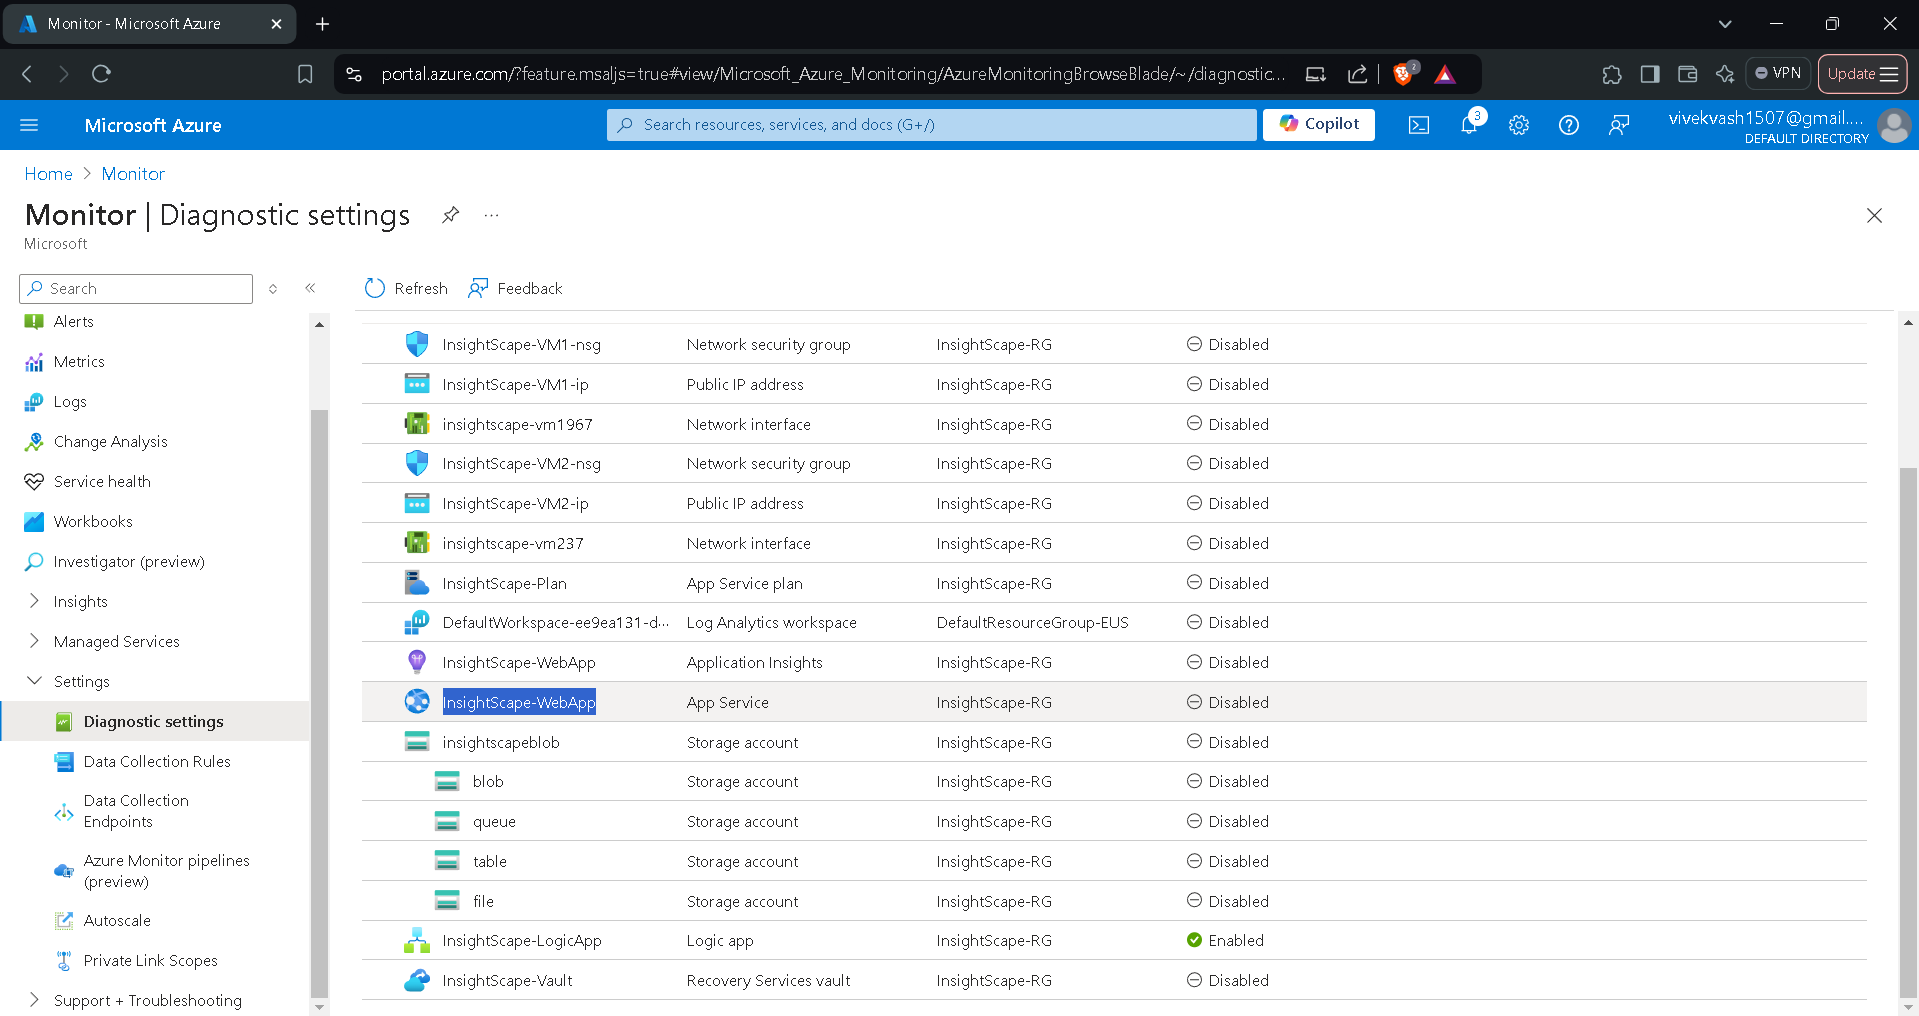 Monitor - Microsoft Azure
portal.azure.com/?feature.msaljs=true#view/Microsoft_Azure_Monitoring/AzureMonitoringBrowseBlade/~/diagnostic...
2
VPN
Update
Microsoft Azure
Search resources, services, and docs (G+/)
Copilot
3
vivekvash1507@gmail....
DEFAULT DIRECTORY
Home > Monitor
Monitor | Diagnostic settings
...
Microsoft
Search
Refresh
Feedback
Alerts
Metrics
Logs
Change Analysis
Service health
Workbooks
Investigator (preview)
Insights
Managed Services
Settings
Diagnostic settings
Data Collection Rules
Data Collection
Endpoints
Azure Monitor pipelines
(preview)
Autoscale
Private Link Scopes
Support + Troubleshooting
InsightScape-VM1-nsg Network security group InsightScape-RG Disabled
InsightScape-VM1-ip Public IP address InsightScape-RG Disabled
insightscape-vm1967 Network interface InsightScape-RG Disabled
InsightScape-VM2-nsg Network security group InsightScape-RG Disabled
InsightScape-VM2-ip Public IP address InsightScape-RG Disabled
insightscape-vm237 Network interface InsightScape-RG Disabled
InsightScape-Plan App Service plan InsightScape-RG Disabled
DefaultWorkspace-ee9ea131-d... Log Analytics workspace DefaultResourceGroup-EUS Disabled
InsightScape-WebApp Application Insights InsightScape-RG Disabled
InsightScape-WebApp App Service InsightScape-RG Disabled
insightscapeblob Storage account InsightScape-RG Disabled
blob Storage account InsightScape-RG Disabled
queue Storage account InsightScape-RG Disabled
table Storage account InsightScape-RG Disabled
file Storage account InsightScape-RG Disabled
InsightScape-LogicApp Logic app InsightScape-RG Enabled
InsightScape-Vault Recovery Services vault InsightScape-RG Disabled